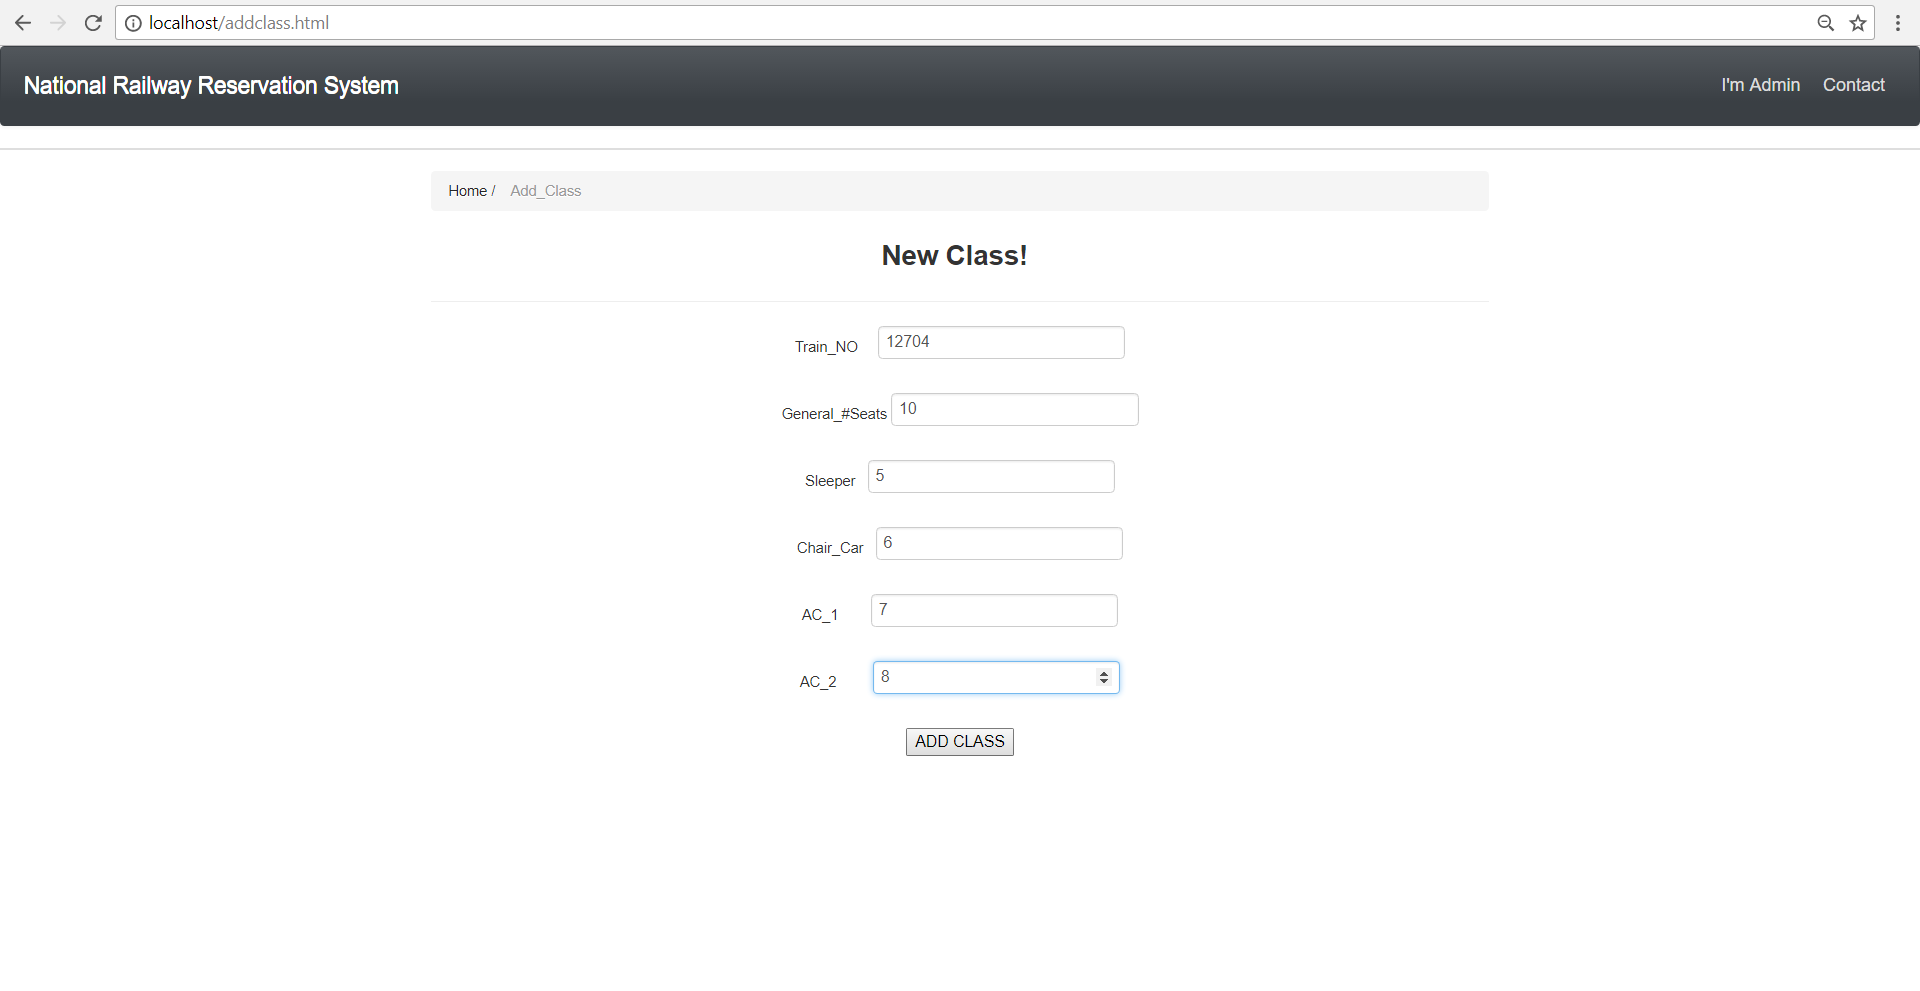 localhost/addclass.html
National Railway Reservation System I'm Admin Contact
Home / Add_Class
New Class!
Train_NO 12704
General_#Seats 10
Sleeper 5
Chair_Car 6
AC_1 7
AC_2 8
ADD CLASS